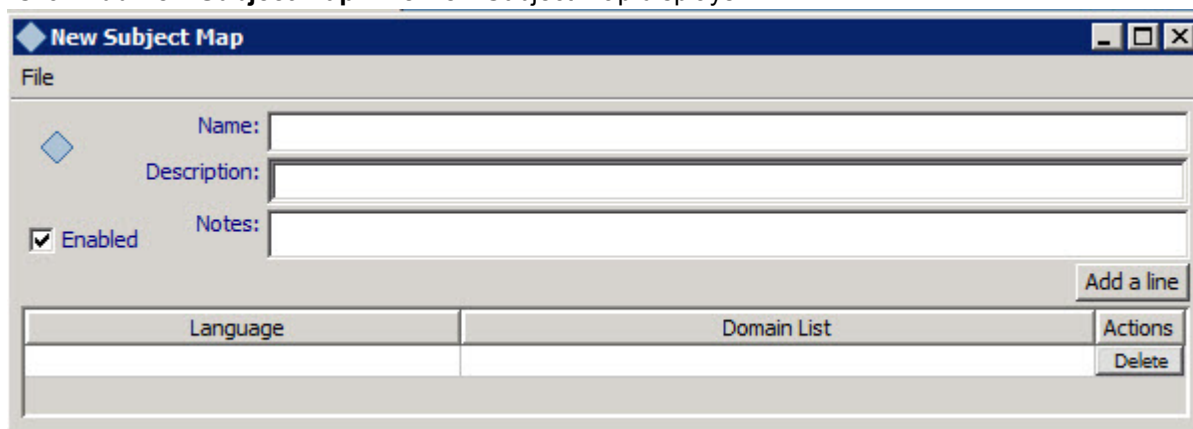 New Subject Map
File
Name:
Description:
Enabled Notes:
Add a line
Language Domain List Actions
Delete